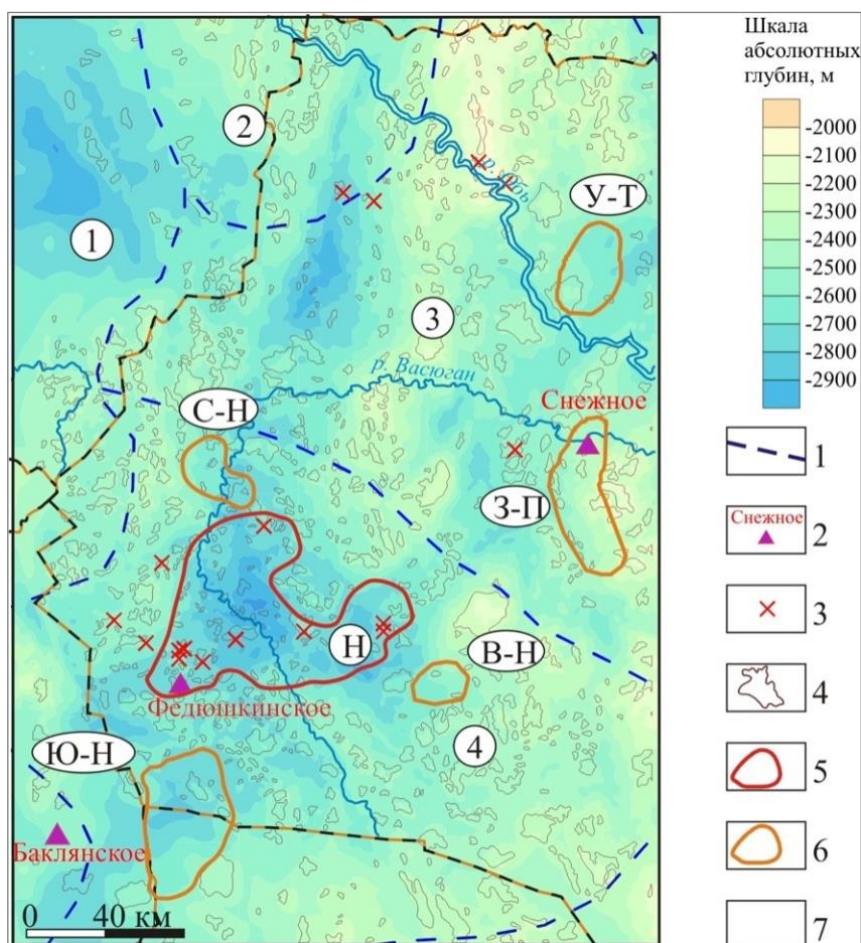 Шкала
абсолютных
глубин, м
-2000
-2100
-2200
-2300
-2400
-2500
-2600
-2700
-2800
-2900
2
р. Обь
У-Т
1
3
р. Васюган
С-Н
Снежное
З-П
Н
В-Н
Федюшкинское
4
Ю-Н
Баклянское
0 40 км
1
Снежное
2
3
4
5
6
7